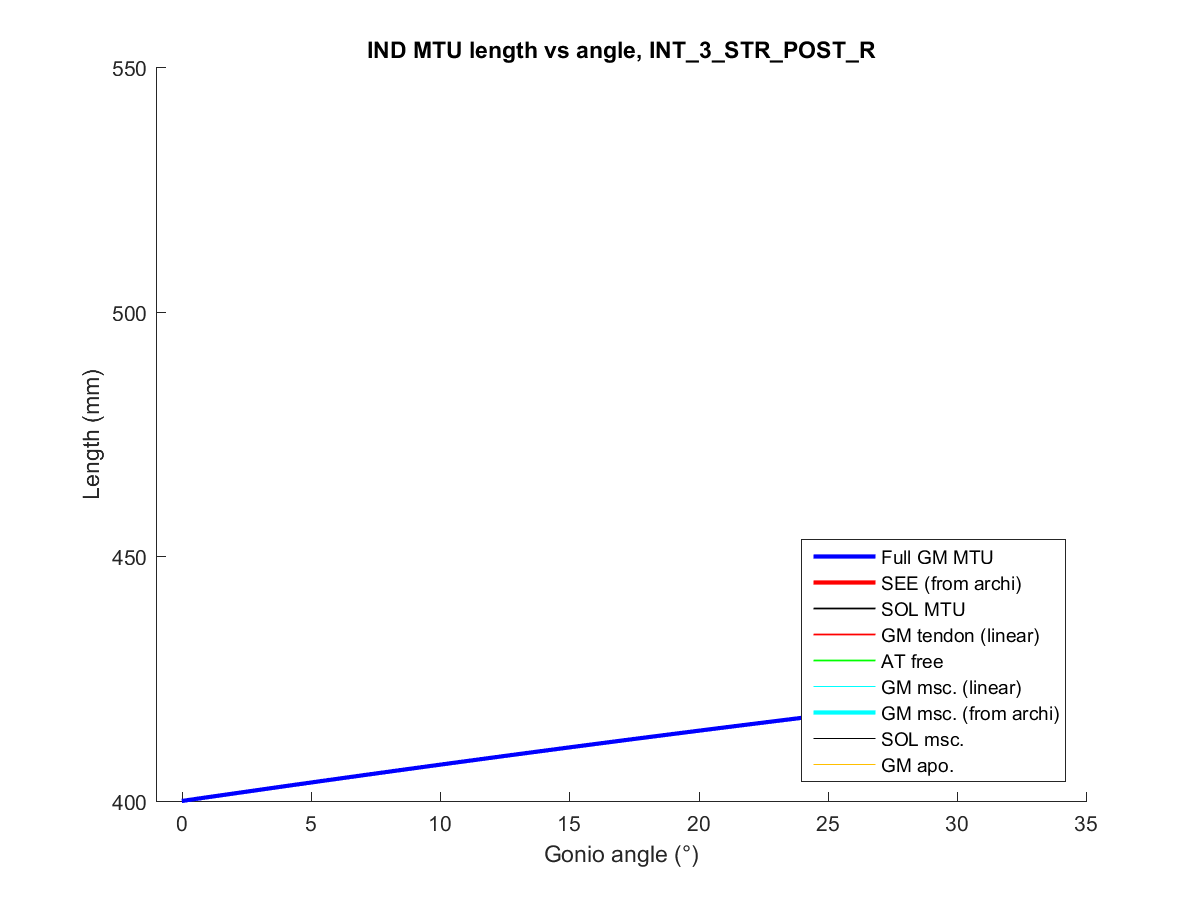 IND MTU length vs angle, INT_3_STR_POST_R
550
500
450
400
Length (mm)
0 5 10 15 20 25 30 35
Gonio angle (°)
Full GM MTU
SEE (from archi)
SOL MTU
GM tendon (linear)
AT free
GM msc. (linear)
GM msc. (from archi)
SOL msc.
GM apo.